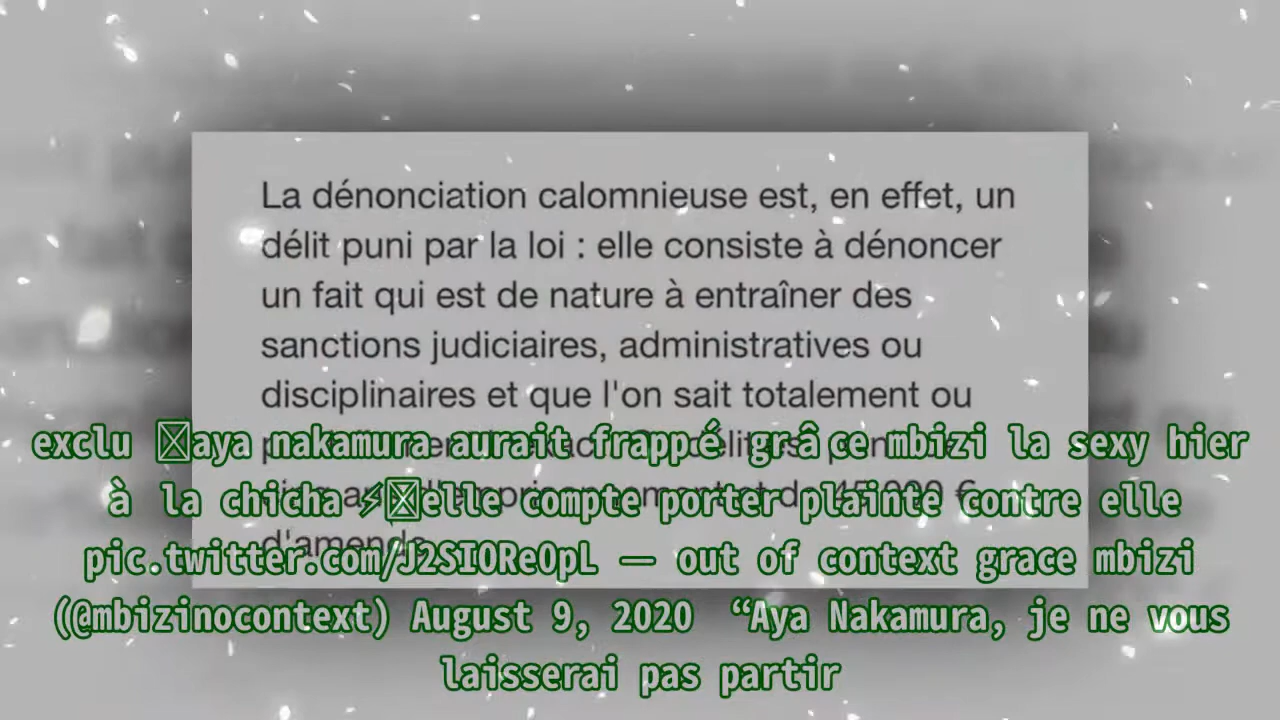 La dénonciation calomnieuse est, en effet, un
délit puni par la loi : elle consiste à dénoncer
un fait qui est de nature à entraîner des
sanctions judiciaires, administratives ou
disciplinaires et que l'on sait totalement ou
d'amende
exclu aya nakamura aurait frappé grâce mbizi la sexy hier
à la chicha ⚡elle compte porter plainte contre elle
pic.twitter.com/J2SIOReOpL — out of context grace mbizi
(@mbizinocontext) August 9, 2020 “Aya Nakamura, je ne vous
laisserai pas partir